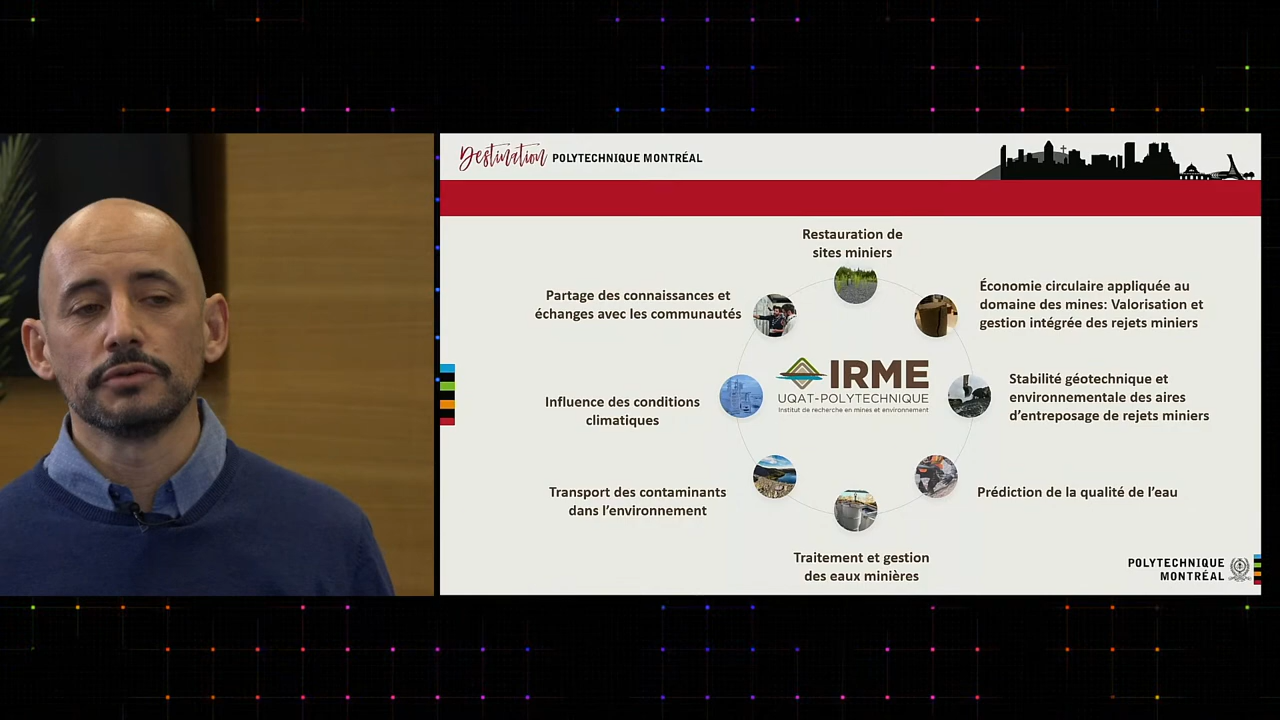 Destination POLYTECHNIQUE MONTRÉAL
Restauration de
sites miniers
Économie circulaire appliquée au
domaine des mines: Valorisation et
gestion intégrée des rejets miniers
Partage des connaissances et
échanges avec les communautés
IRME
UQAT-POLYTECHNIQUE
Institut de recherche en mines et environnement
Stabilité géotechnique et
environnementale des aires
d’entreposage de rejets miniers
Influence des conditions
climatiques
Transport des contaminants
dans l’environnement
Prédiction de la qualité de l’eau
Traitement et gestion
des eaux minières
POLYTECHNIQUE
MONTRÉAL